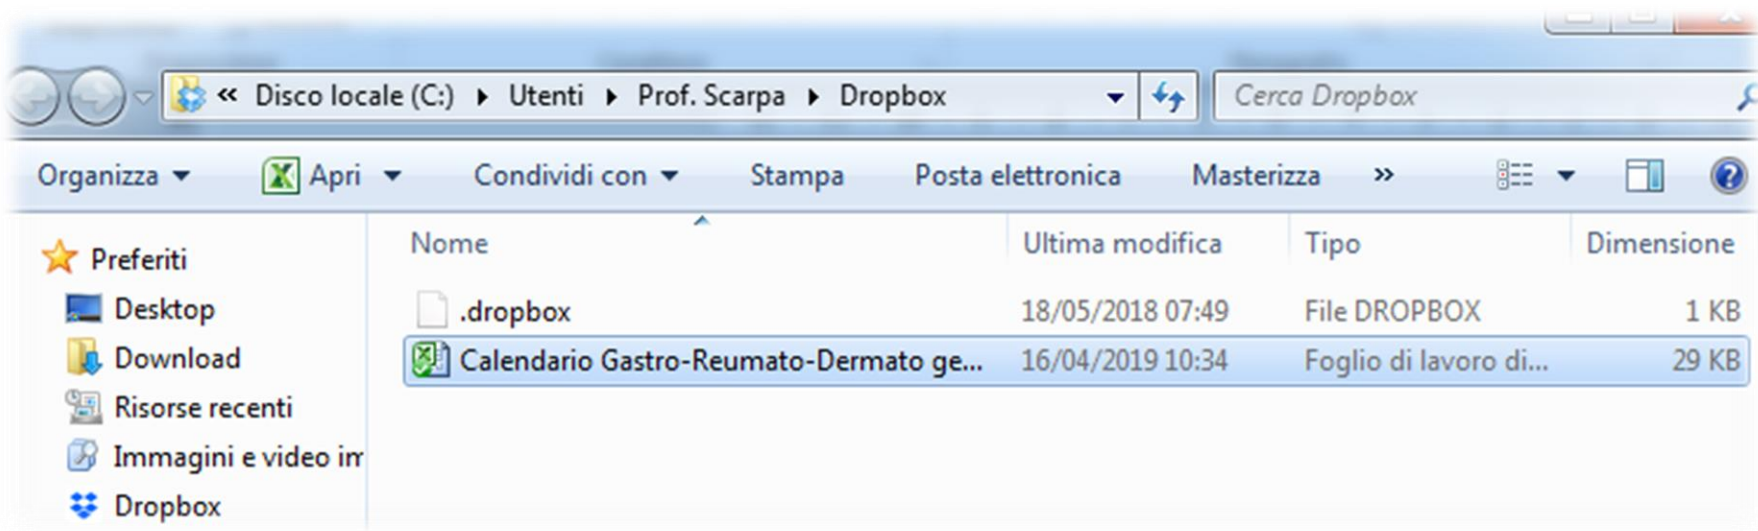 « Disco locale (C:) Utenti Prof. Scarpa Dropbox Cerca Dropbox
Organizza Apri Condividi con Stampa Posta elettronica Masterizza »
Nome Ultima modifica Tipo Dimensione
Preferiti
Desktop
Download
Risorse recenti
Immagini e video im
Dropbox
.dropbox 18/05/2018 07:49 File DROPBOX 1 KB
Calendario Gastro-Reumato-Dermato ge... 16/04/2019 10:34 Foglio di lavoro di... 29 KB